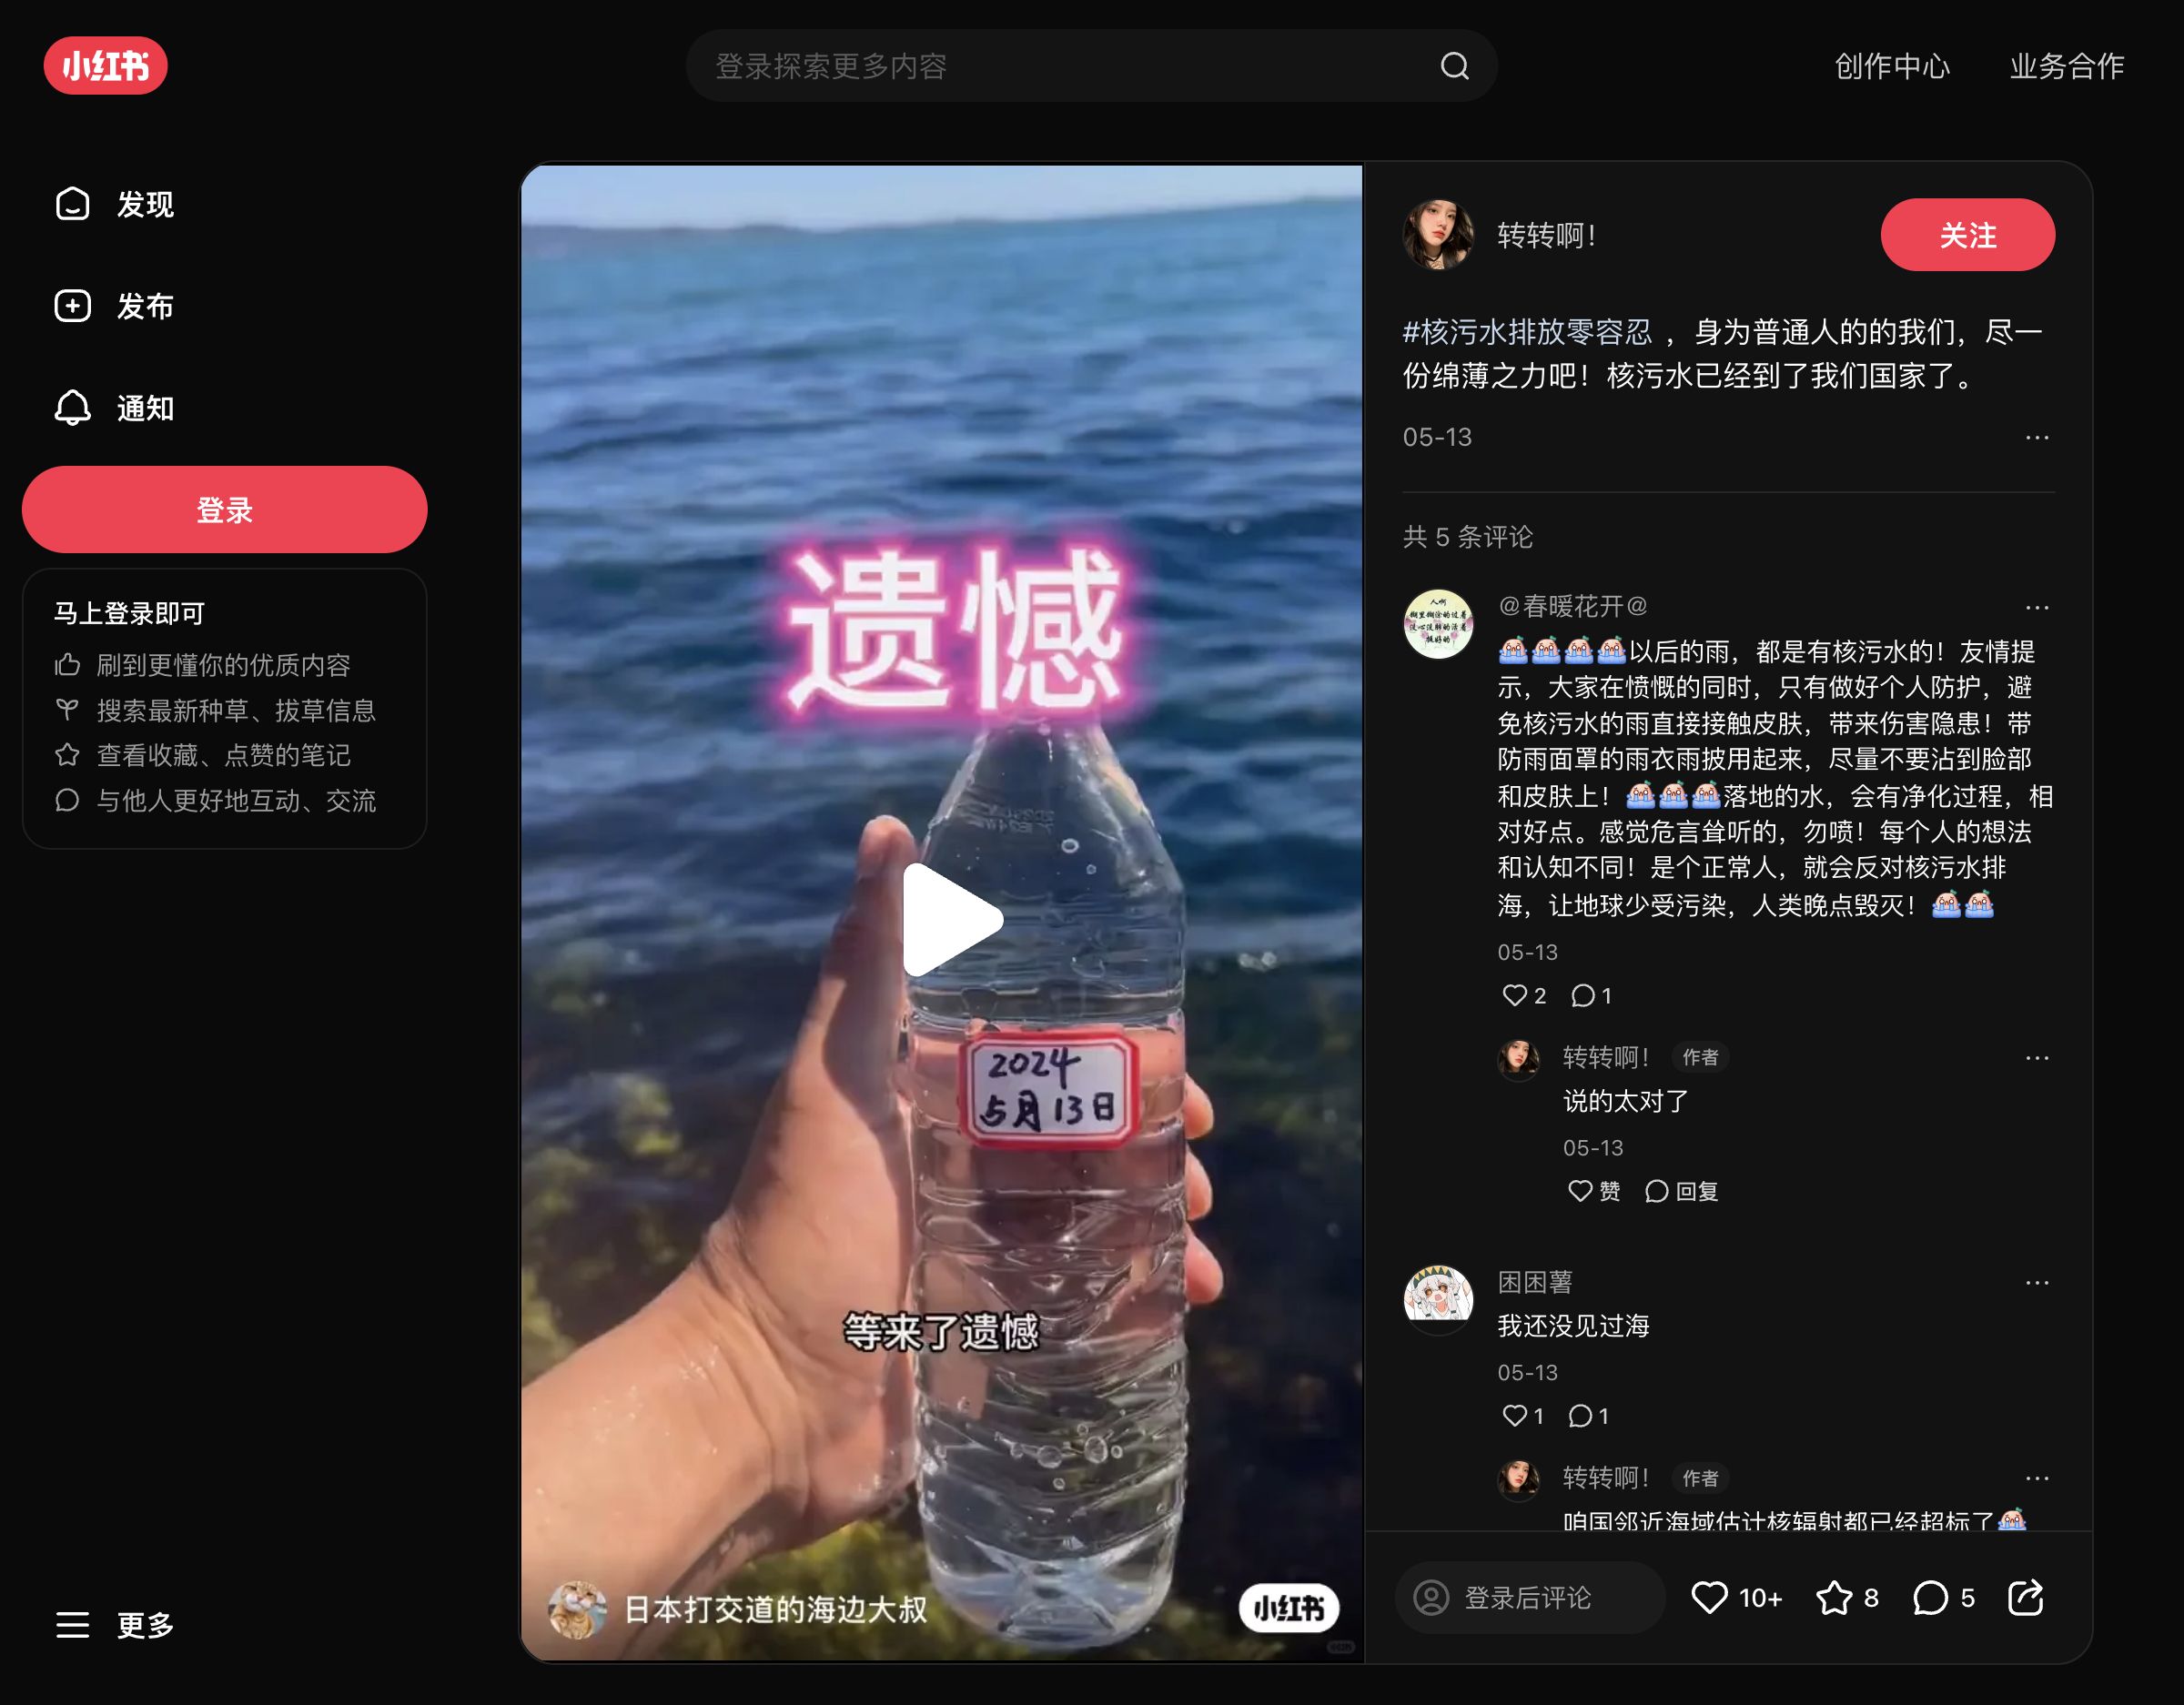 小红书
登录探索更多内容
创作中心
业务合作
发现
发布
通知
登录
马上登录即可
刷到更懂你的优质内容
搜索最新种草、拔草信息
查看收藏、点赞的笔记
与他人更好地互动、交流
更多
遗憾
2024
5月13日
等来了遗憾
日本打交道的海边大叔
小红书
转转啊！
关注
#核污水排放零容忍 ，身为普通人的的我们，尽一
份绵薄之力吧！核污水已经到了我们国家了。
05-13
共 5 条评论
@春暖花开@
以后的雨，都是有核污水的！友情提
示，大家在愤慨的同时，只有做好个人防护，避
免核污水的雨直接接触皮肤，带来伤害隐患！带
防雨面罩的雨衣雨披用起来，尽量不要沾到脸部
和皮肤上！落地的水，会有净化过程，相
对好点。感觉危言耸听的，勿喷！每个人的想法
和认知不同！是个正常人，就会反对核污水排
海，让地球少受污染，人类晚点毁灭！
05-13
2 1
转转啊！ 作者
说的太对了
05-13
赞 回复
困困薯
我还没见过海
05-13
1 1
转转啊！ 作者
咱国邻近海域估计核辐射都已经超标了
登录后评论
10+ 8 5